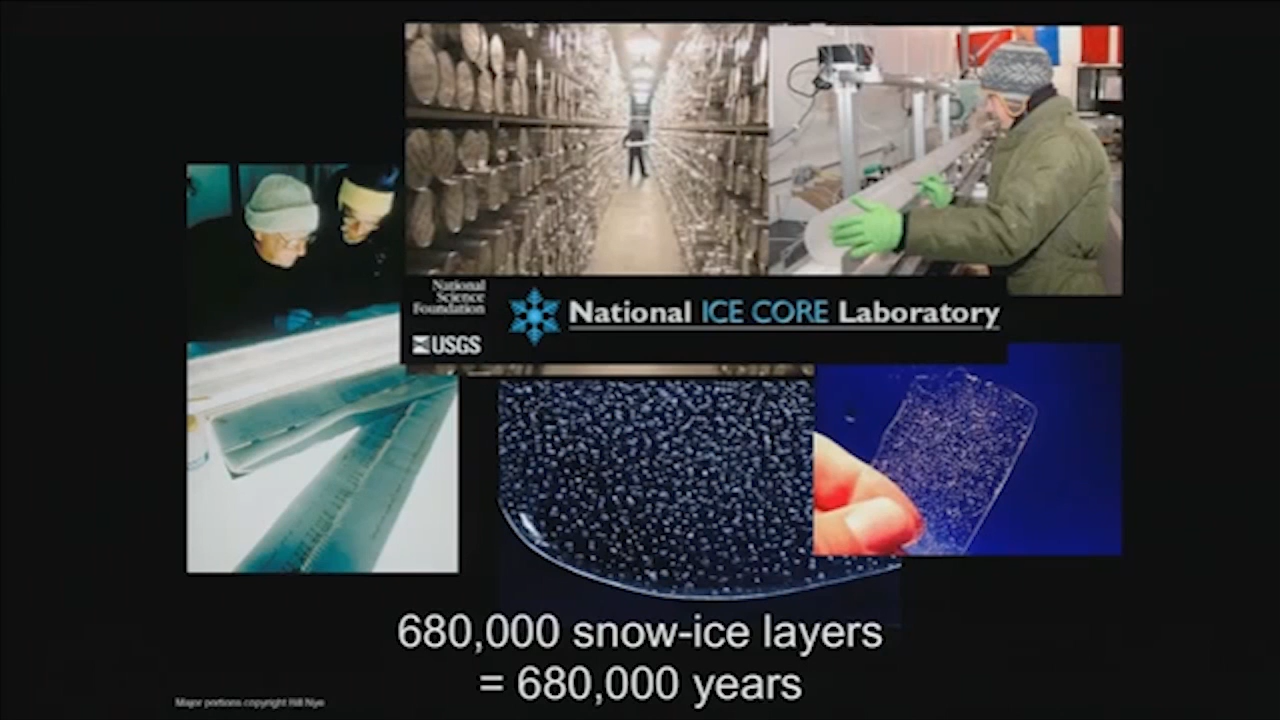 National
Science
Foundation
USGS
National ICE CORE Laboratory
680,000 snow-ice layers
= 680,000 years
Major portions copyright Bill Nye